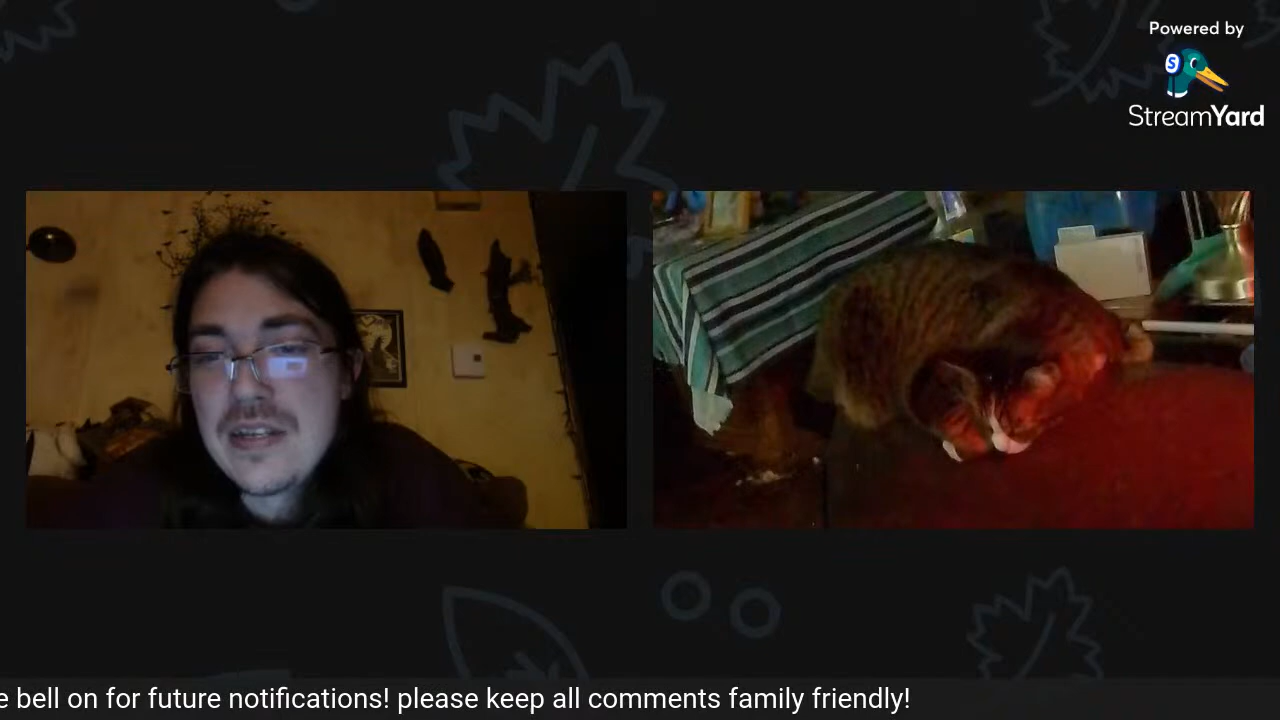 Powered by
S
StreamYard
e bell on for future notifications! please keep all comments family friendly!